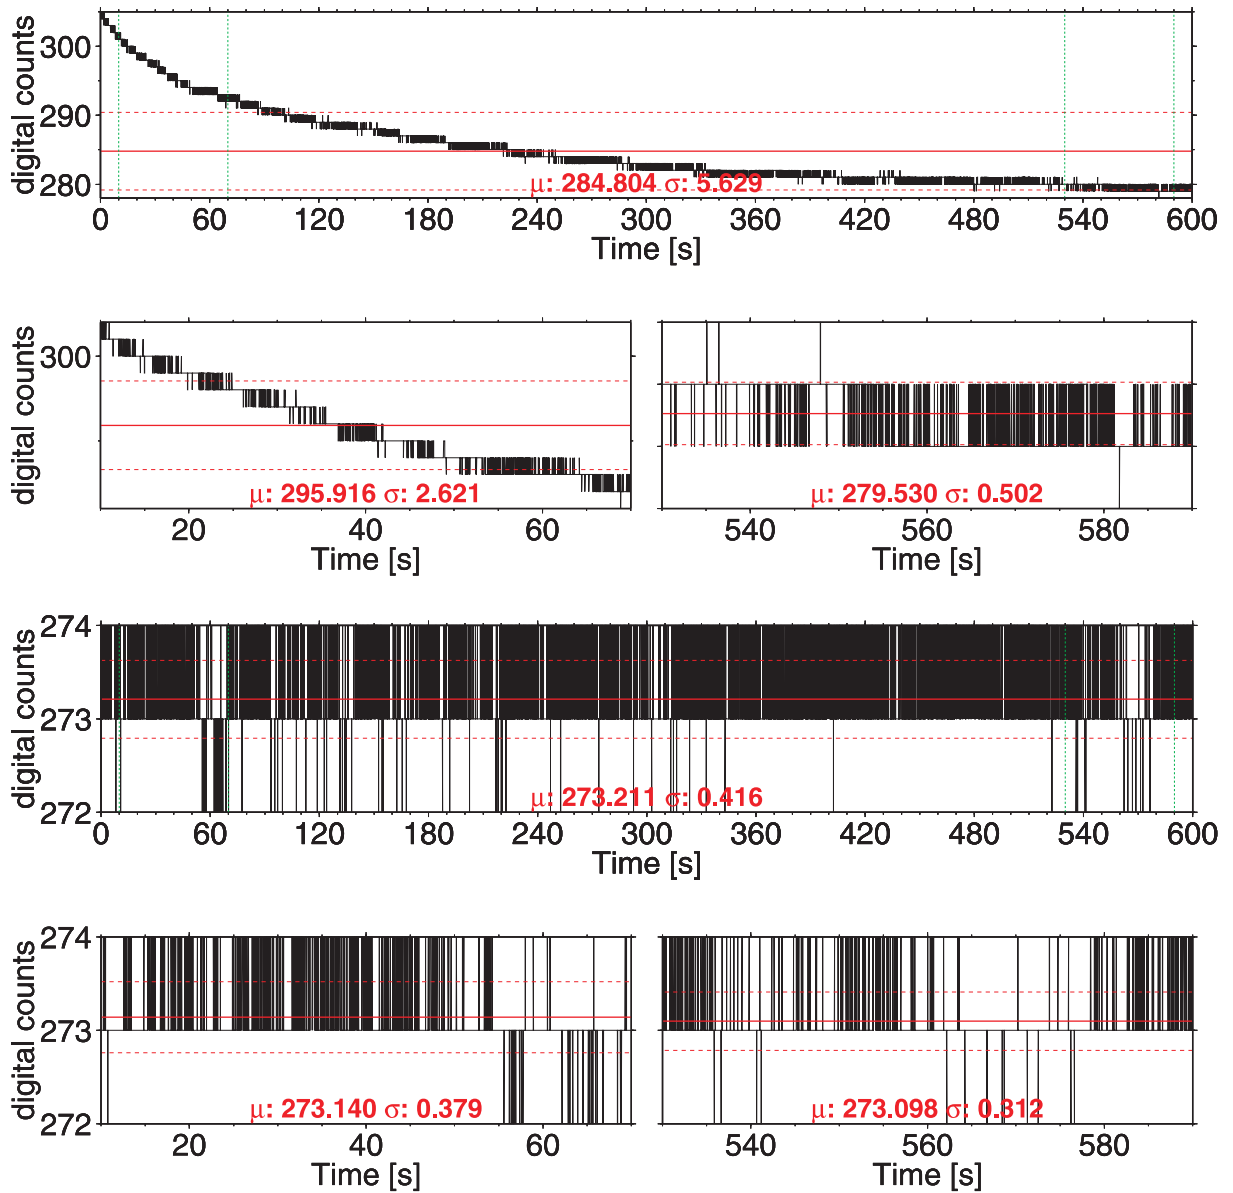 digital counts
300
290
280
μ: 284.804 σ: 5.629
0 60 120 180 240 300 360 420 480 540 600
Time [s]
digital counts
300
μ: 295.916 σ: 2.621
20 40 60
Time [s]
μ: 279.530 σ: 0.502
540 560 580
Time [s]
digital counts
274
273
272
μ: 273.211 σ: 0.416
0 60 120 180 240 300 360 420 480 540 600
Time [s]
digital counts
274
273
272
μ: 273.140 σ: 0.379
20 40 60
Time [s]
μ: 273.098 σ: 0.312
540 560 580
Time [s]